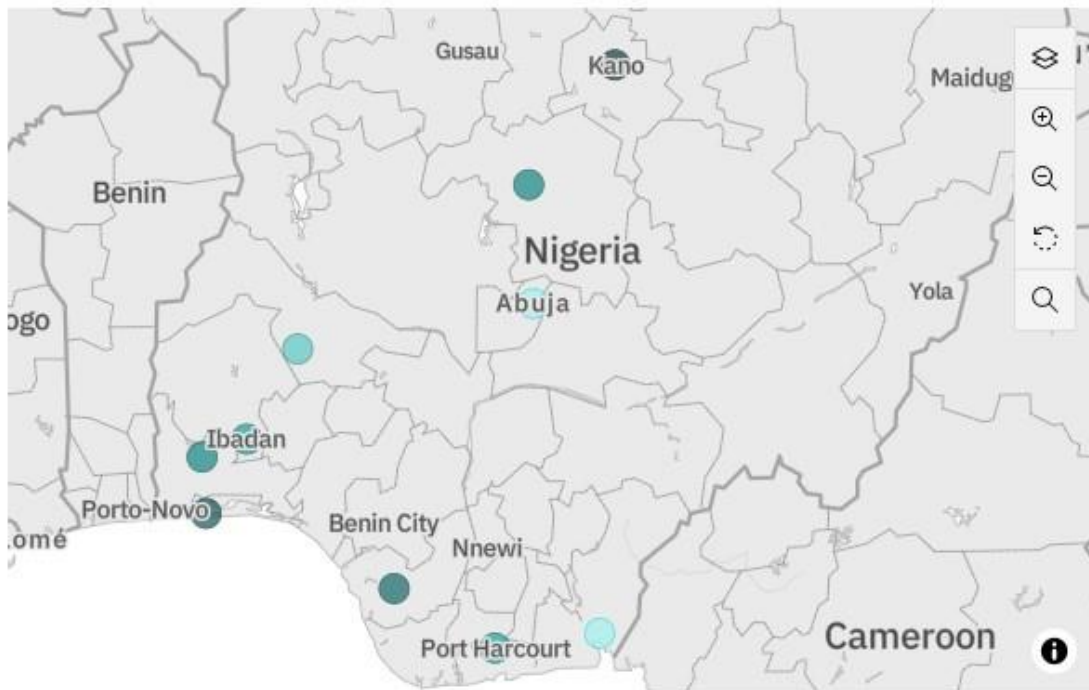 Gusau
Kano
Maidug
Benin
Nigeria
Abuja
Yola
ogo
Ibadan
Porto-Novo
omé
Benin City
Nnewi
Port Harcourt
Cameroon